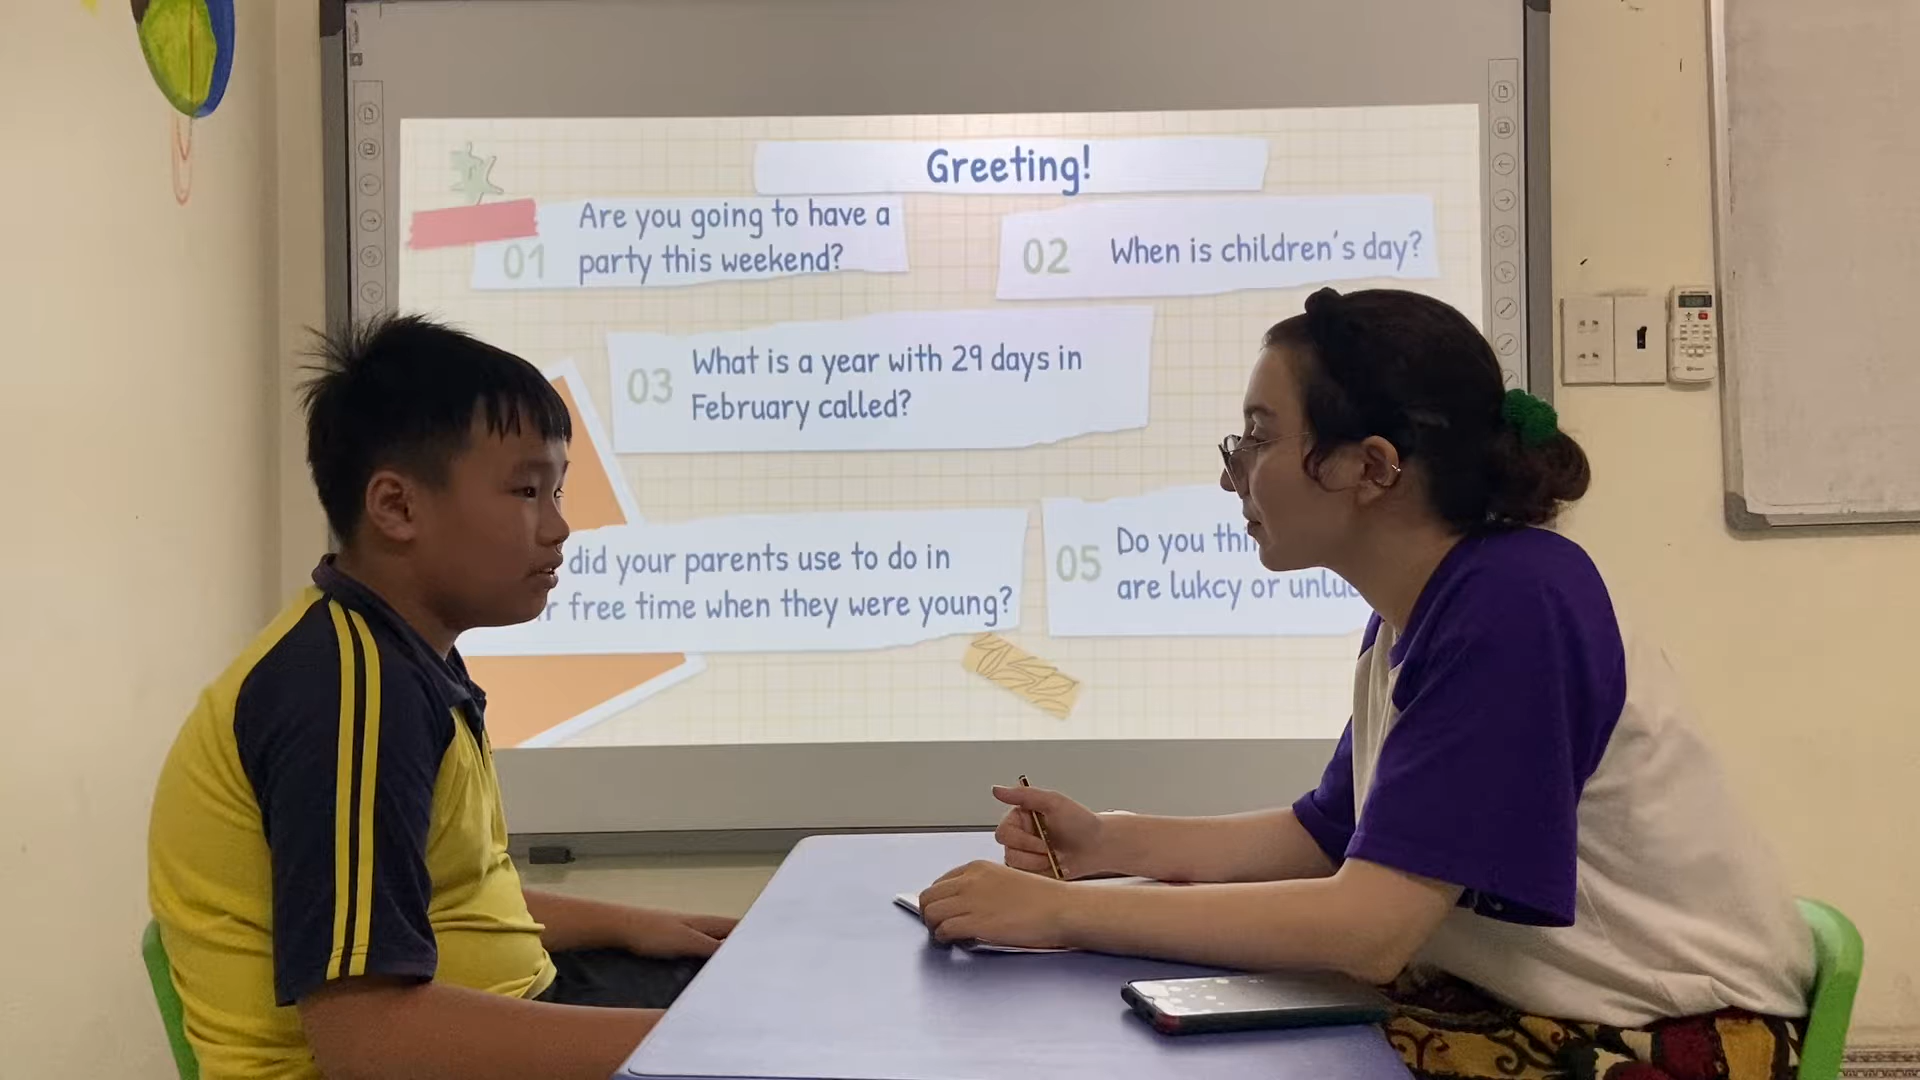 Greeting!
01
Are you going to have a
party this weekend?
02
When is children's day?
03
What is a year with 29 days in
February called?
did your parents use to do in
free time when they were young?
05
Do you
are lukcy or